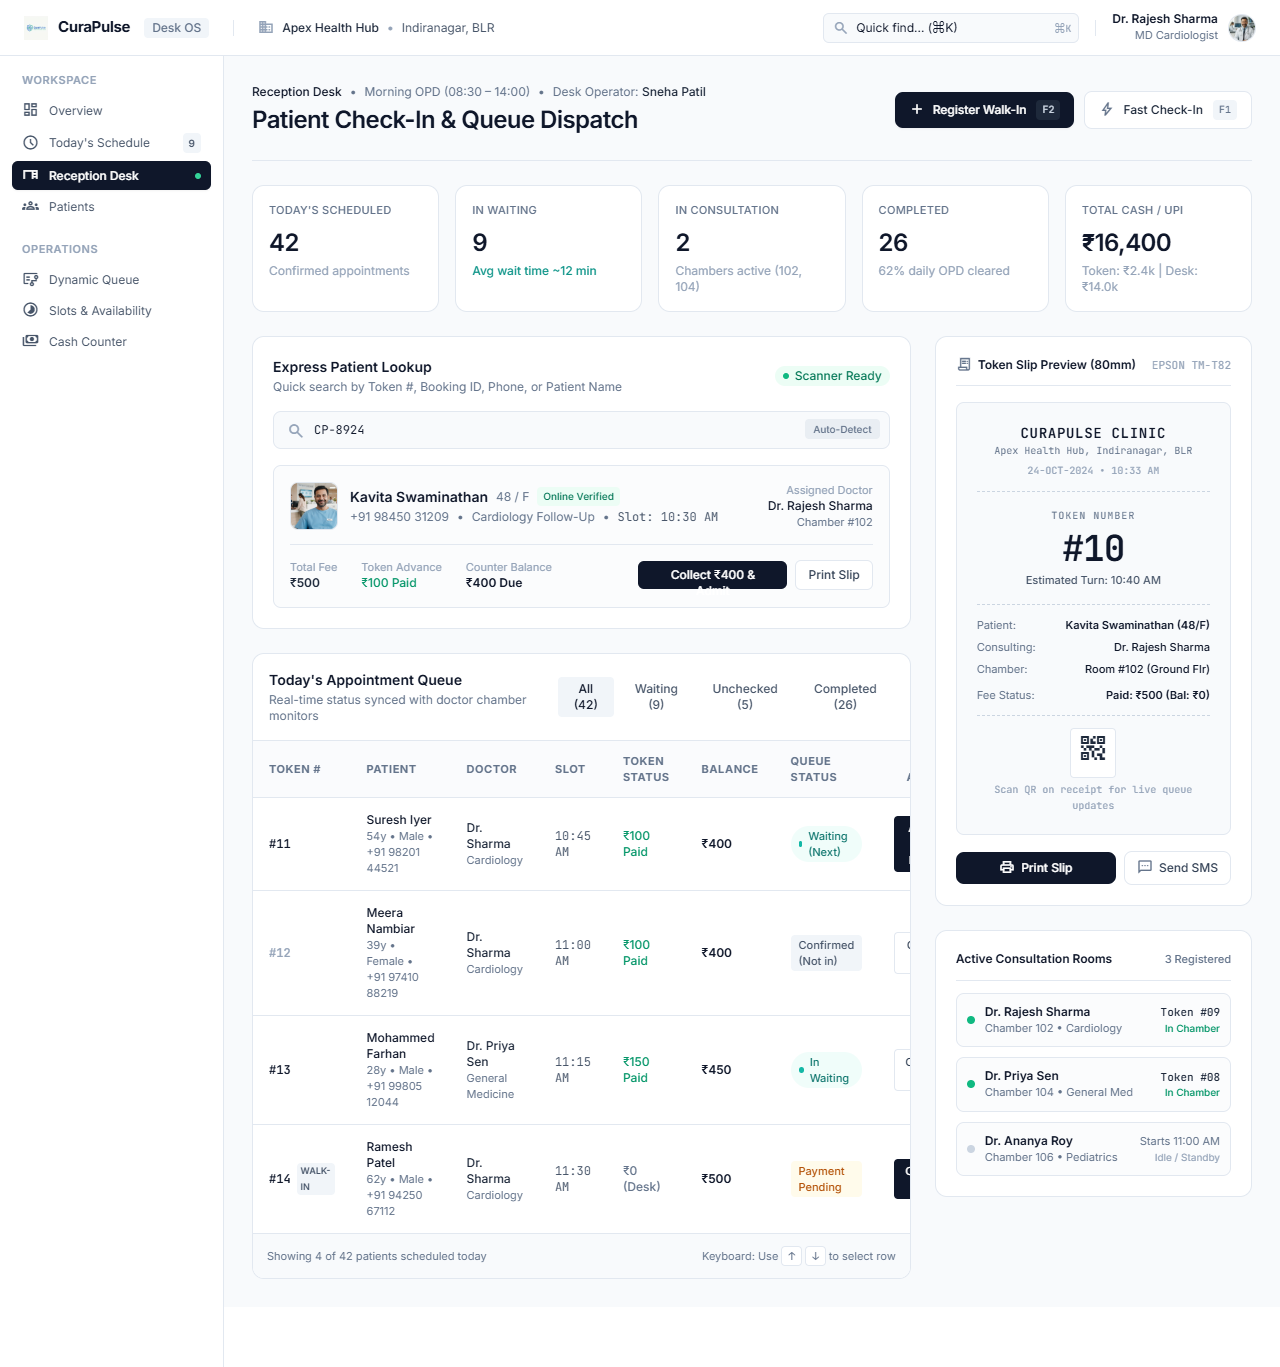 CuraPulse Desk OS Apex Health Hub • Indiranagar, BLR Quick find... (⌘K) ⌘K Dr. Rajesh Sharma
MD Cardiologist
WORKSPACE
Overview
Today's Schedule 9
Reception Desk
Patients
OPERATIONS
Dynamic Queue
Slots & Availability
Cash Counter
Reception Desk • Morning OPD (08:30 – 14:00) • Desk Operator: Sneha Patil
Patient Check-In & Queue Dispatch
Register Walk-In F2
Fast Check-In F1
TODAY'S SCHEDULED
42
Confirmed appointments
IN WAITING
9
Avg wait time ~12 min
IN CONSULTATION
2
Chambers active (102,
104)
COMPLETED
26
62% daily OPD cleared
TOTAL CASH / UPI
₹16,400
Token: ₹2.4k | Desk:
₹14.0k
Express Patient Lookup
Quick search by Token #, Booking ID, Phone, or Patient Name
Scanner Ready
CP-8924
Auto-Detect
Kavita Swaminathan 48 / F Online Verified
+91 98450 31209 • Cardiology Follow-Up • Slot: 10:30 AM
Assigned Doctor
Dr. Rajesh Sharma
Chamber #102
Total Fee
₹500
Token Advance
₹100 Paid
Counter Balance
₹400 Due
Collect ₹400 &
Admit
Print Slip
Today's Appointment Queue
Real-time status synced with doctor chamber
monitors
All
(42)
Waiting
(9)
Unchecked
(5)
Completed
(26)
TOKEN #
PATIENT
DOCTOR
SLOT
TOKEN
STATUS
BALANCE
QUEUE
STATUS
#11
Suresh Iyer
54y • Male •
+91 98201
44521
Dr.
Sharma
Cardiology
10:45
AM
₹100
Paid
₹400
Waiting
(Next)
#12
Meera
Nambiar
39y •
Female •
+91 97410
88219
Dr.
Sharma
Cardiology
11:00
AM
₹100
Paid
₹400
Confirmed
(Not in)
#13
Mohammed
Farhan
28y • Male •
+91 99805
12044
Dr. Priya
Sen
General
Medicine
11:15
AM
₹150
Paid
₹450
In
Waiting
#14
WALK-
IN
Ramesh
Patel
62y • Male •
+91 94250
67112
Dr.
Sharma
Cardiology
11:30
AM
₹0
(Desk)
₹500
Payment
Pending
Showing 4 of 42 patients scheduled today
Keyboard: Use ↑ ↓ to select row
Token Slip Preview (80mm) EPSON TM-T82
CURAPULSE CLINIC
Apex Health Hub, Indiranagar, BLR
24-OCT-2024 • 10:33 AM
TOKEN NUMBER
#10
Estimated Turn: 10:40 AM
Patient: Kavita Swaminathan (48/F)
Consulting: Dr. Rajesh Sharma
Chamber: Room #102 (Ground Flr)
Fee Status: Paid: ₹500 (Bal: ₹0)
Scan QR on receipt for live queue
updates
Print Slip
Send SMS
Active Consultation Rooms 3 Registered
Dr. Rajesh Sharma Token #09
Chamber 102 • Cardiology In Chamber
Dr. Priya Sen Token #08
Chamber 104 • General Med In Chamber
Dr. Ananya Roy Starts 11:00 AM
Chamber 106 • Pediatrics Idle / Standby